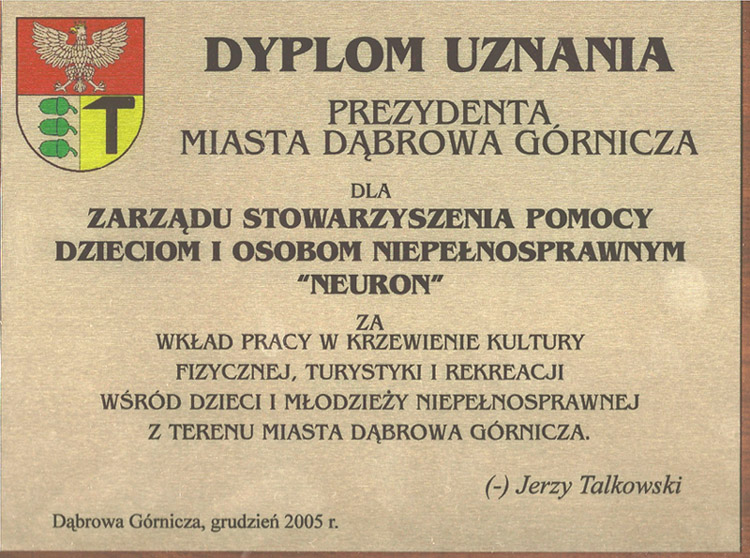 DYPLOM UZNANIA
PREZYDENTA
MIASTA DĄBROWA GÓRNICZA
DLA
ZARZĄDU STOWARZYSZENIA POMOCY
DZIECIOM I OSOBOM NIEPEŁNOSPRAWNYM
"NEURON"
ZA
WKŁAD PRACY W KRZEWIENIE KULTURY
FIZYCZNEJ, TURYSTYKI I REKREACJI
WŚRÓD DZIECI I MŁODZIEŻY NIEPEŁNOSPRAWNEJ
Z TERENU MIASTA DĄBROWA GÓRNICZA.
(-) Jerzy Talkowski
Dąbrowa Górnicza, grudzień 2005 r.